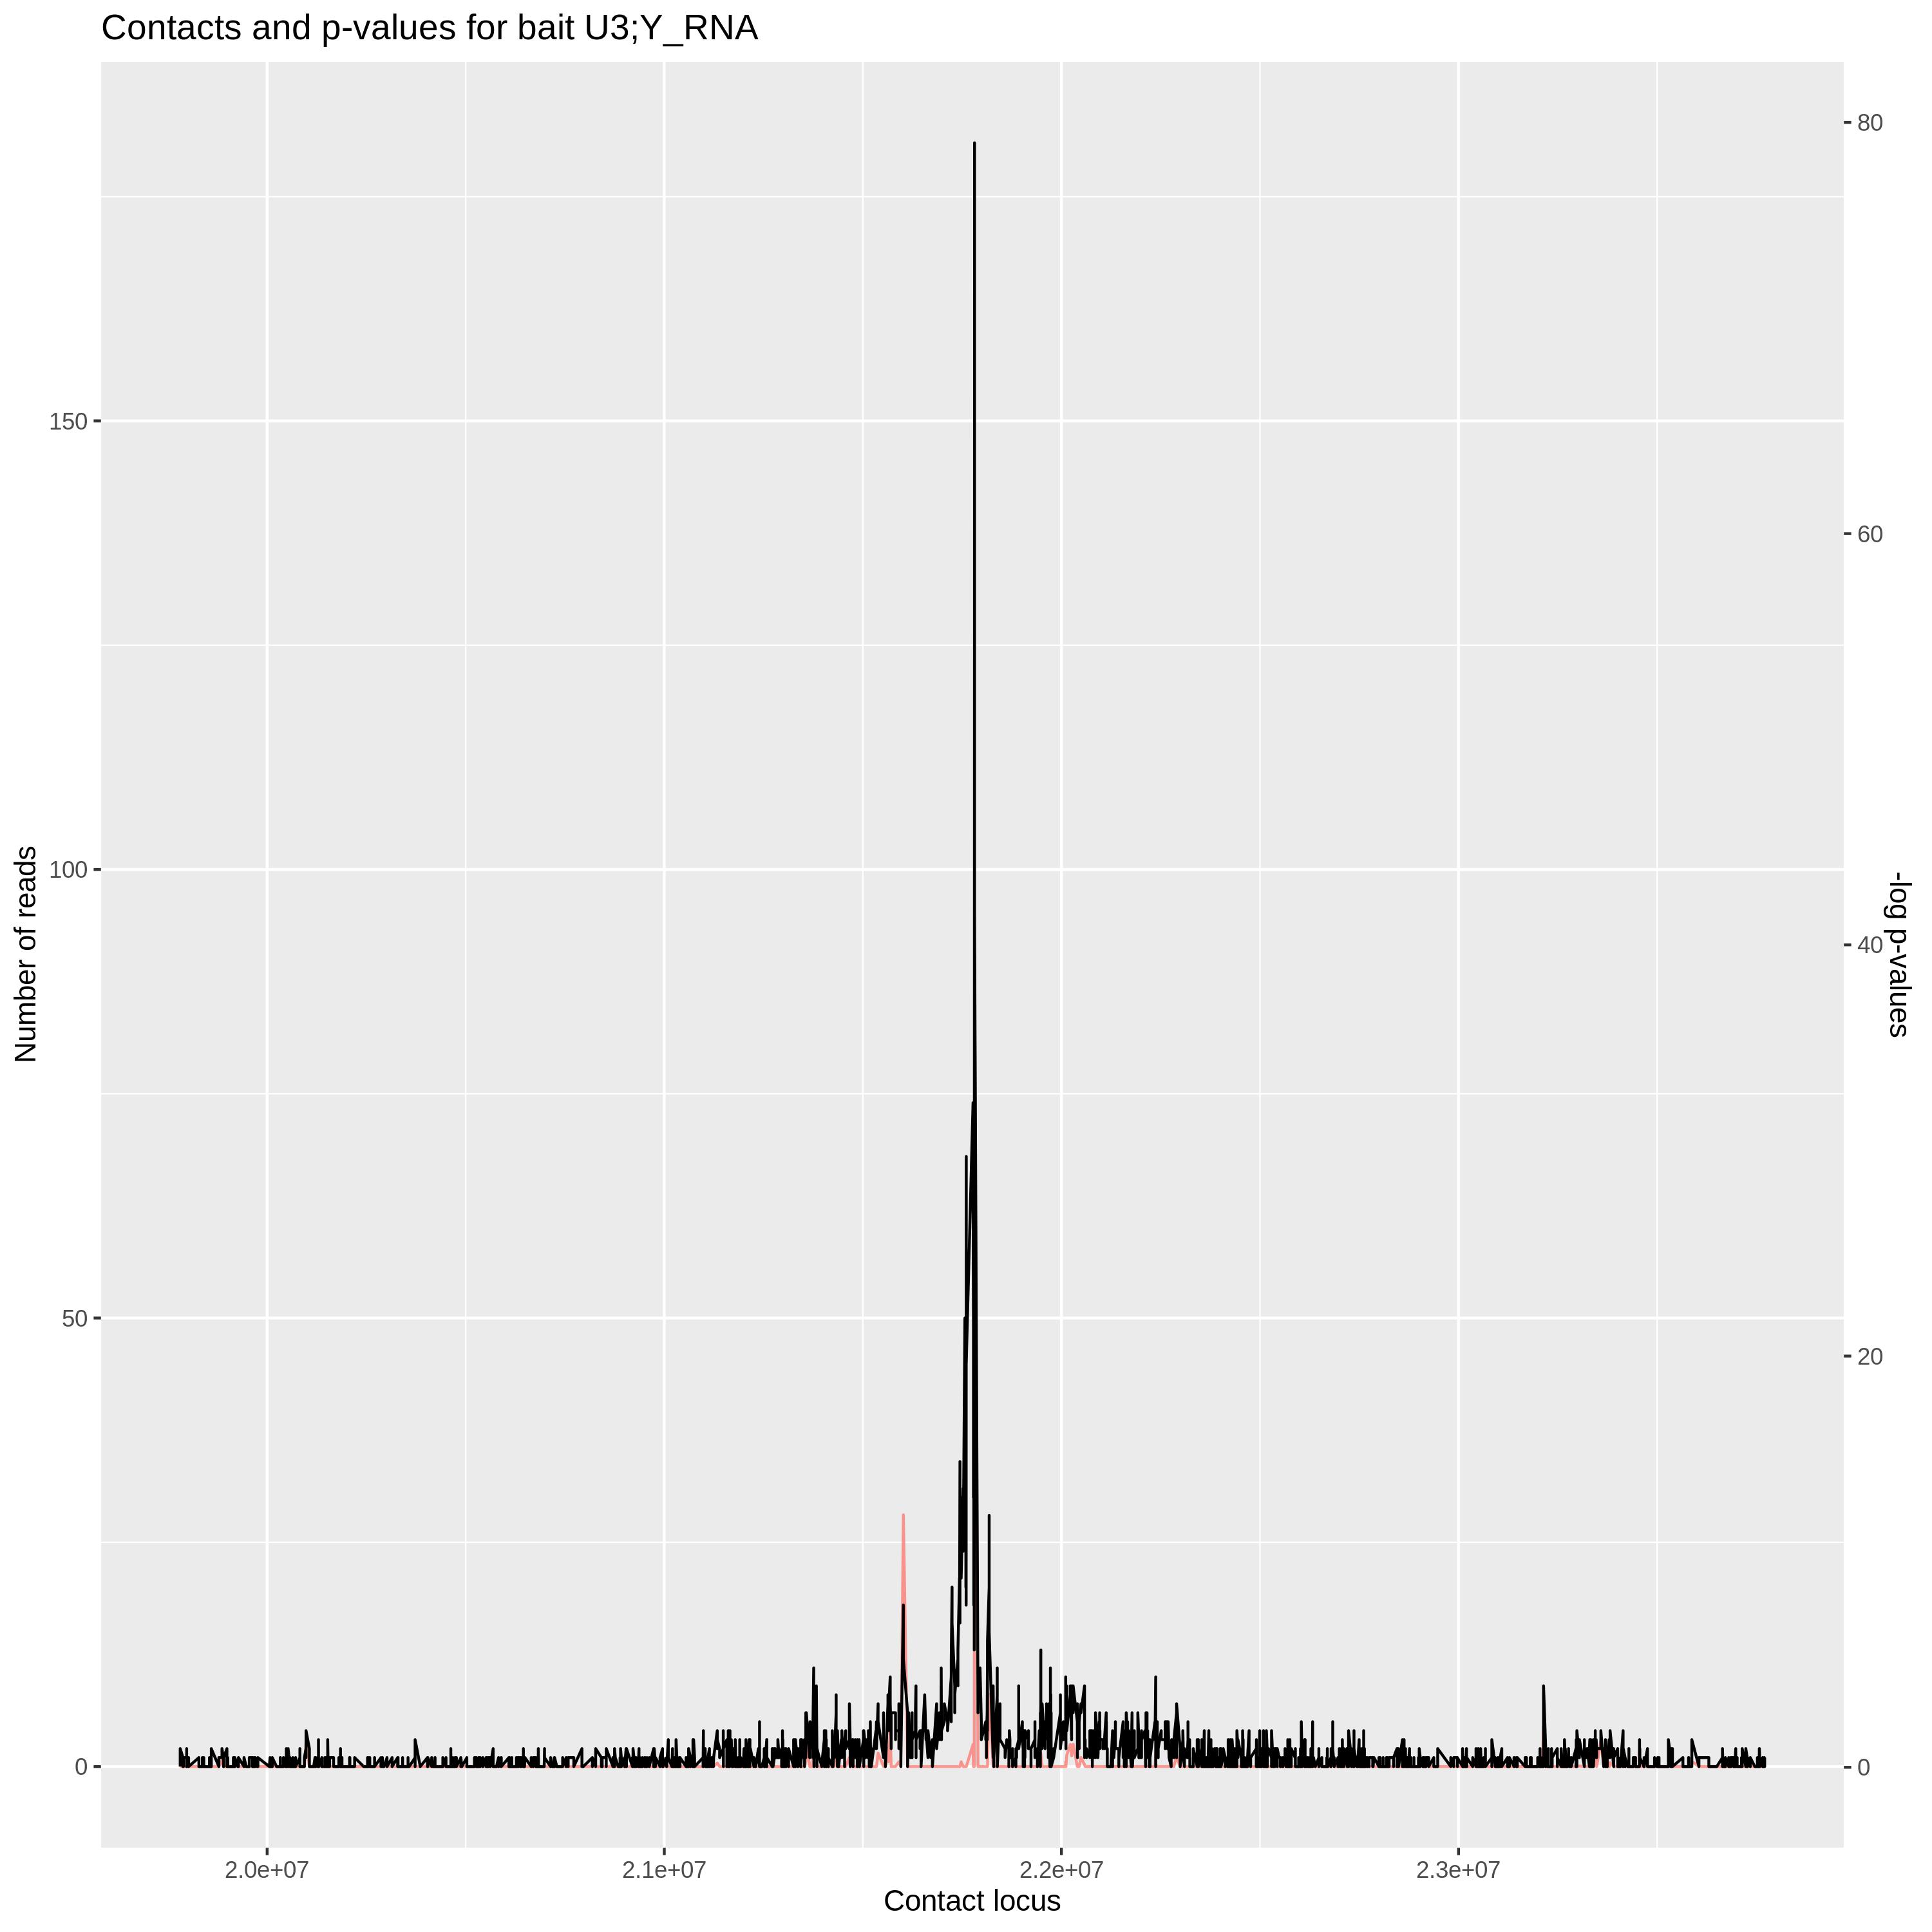 Contacts and p-values for bait U3;Y_RNA
80
60
40
20
0
-log p-values
150
100
50
0
Number of reads
2.0e+07
2.1e+07
2.2e+07
2.3e+07
Contact locus